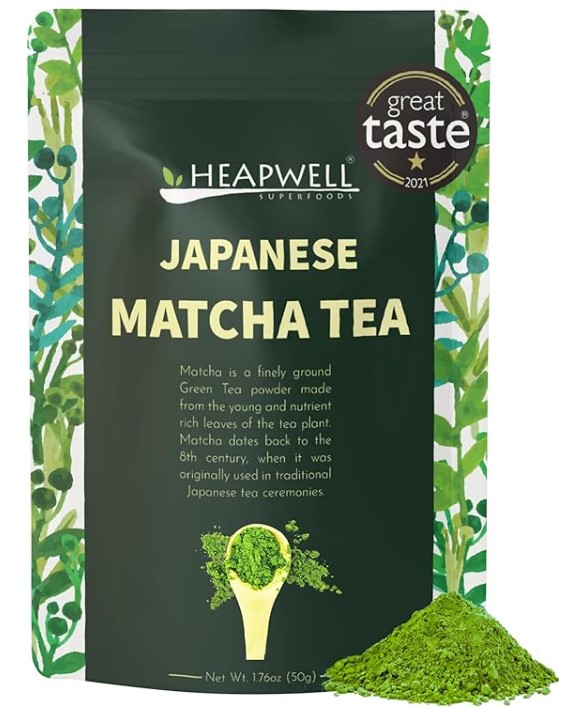 great
taste®
2021
HEAPWELL®
SUPERFOODS
JAPANESE
MATCHA TEA
Matcha is a finely ground
Green Tea powder made
from the young and nutrient
rich leaves of the tea plant.
Matcha dates back to the
8th century, when it was
originally used in traditional
Japanese tea ceremonies.
Net Wt. 1.76oz (50g)